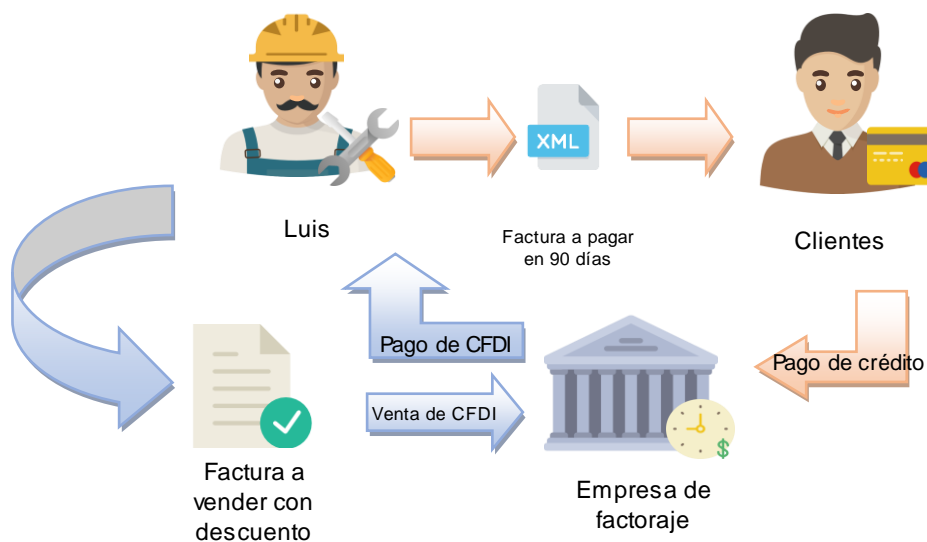 XML
Luis
Factura a pagar
en 90 días
Clientes
Pago de CFDI
Pago de crédito
Venta de CFDI
Factura a
vender con
descuento
Empresa de
factoraje
$